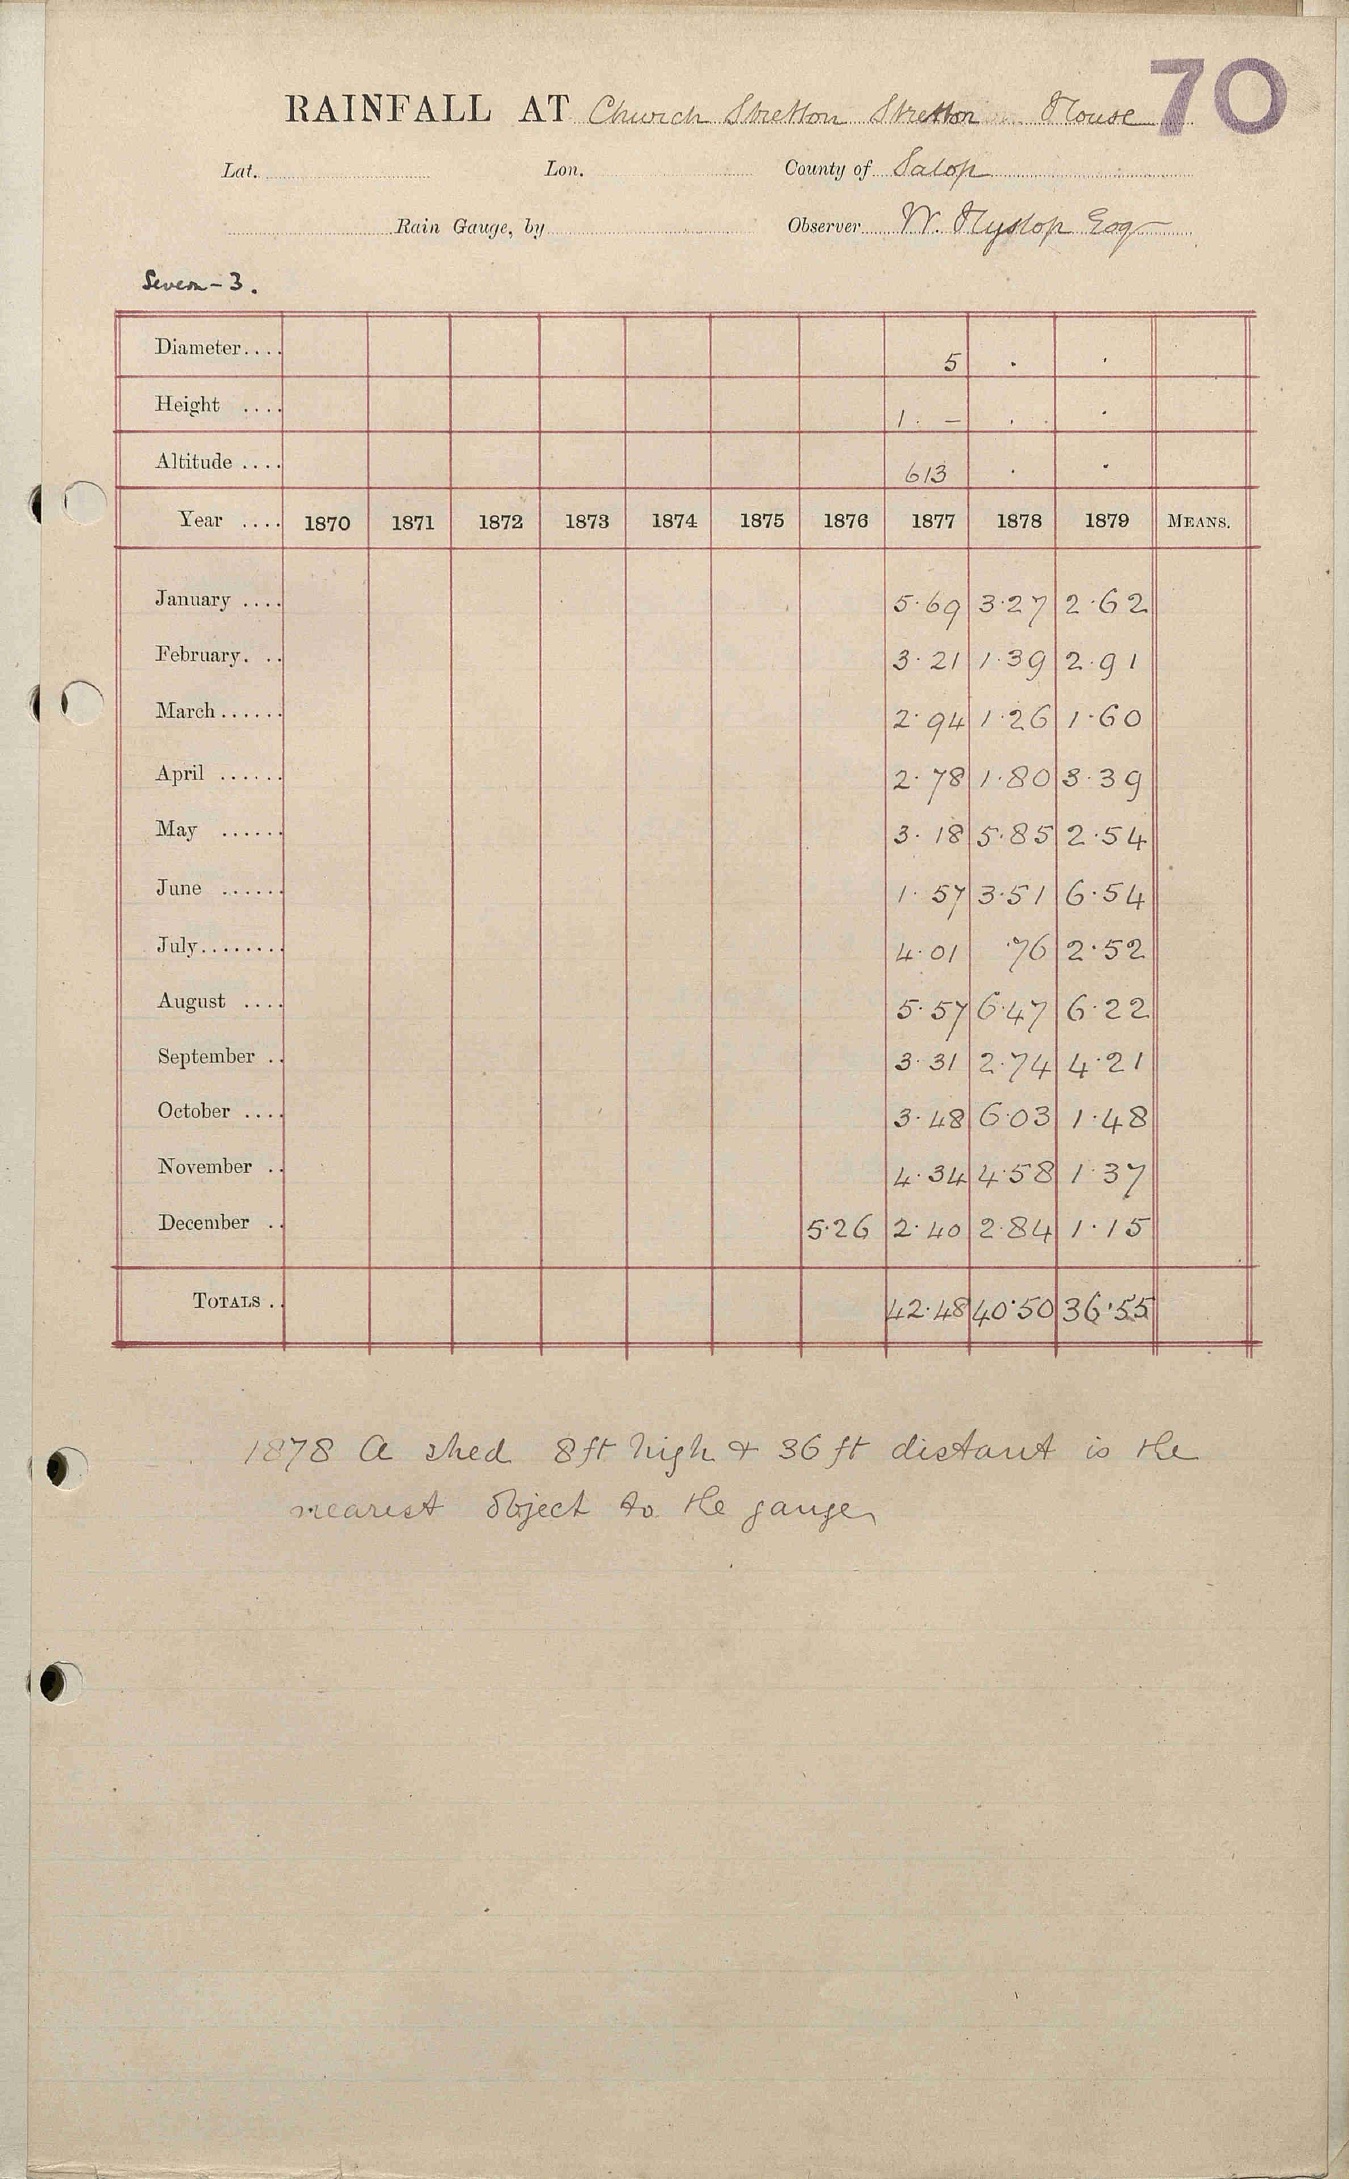 70
RAINFALL AT Church Stretton Stretton House
Lat. Lon. County of Salop
Rain Gauge, by Observer W. Hyslop Esq
Severn - 3.
Diameter.... 5 . .
Height .... 1. - . .
Altitude .... 613 . .
Year .... 1870 1871 1872 1873 1874 1875 1876 1877 1878 1879 MEANS.
January .... 5.69 3.27 2.62
February. .. 3.21 1.39 2.91
March...... 2.94 1.26 1.60
April ...... 2.78 1.80 3.39
May ...... 3.18 5.85 2.54
June ...... 1.57 3.51 6.54
July........ 4.01 .76 2.52
August .... 5.57 6.47 6.22
September .. 3.31 2.74 4.21
October .... 3.48 6.03 1.48
November .. 4.34 4.58 1.37
December .. 5.26 2.40 2.84 1.15
TOTALS .. 42.48 40.50 36.55
1878 A shed 8ft high & 36 ft distant is the
nearest object to the gauge